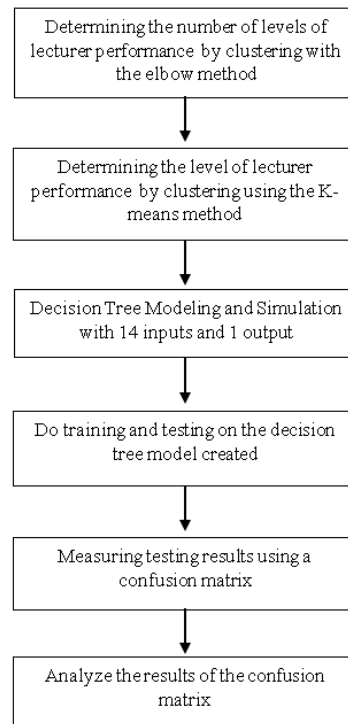 Determining the number of levels of
lecturer performance by clustering with
the elbow method
Determining the level of lecturer
performance by clustering using the K-
means method
Decision Tree Modeling and Simulation
with 14 inputs and 1 output
Do training and testing on the decision
tree model created
Measuring testing results using a
confusion matrix
Analyze the results of the confusion
matrix